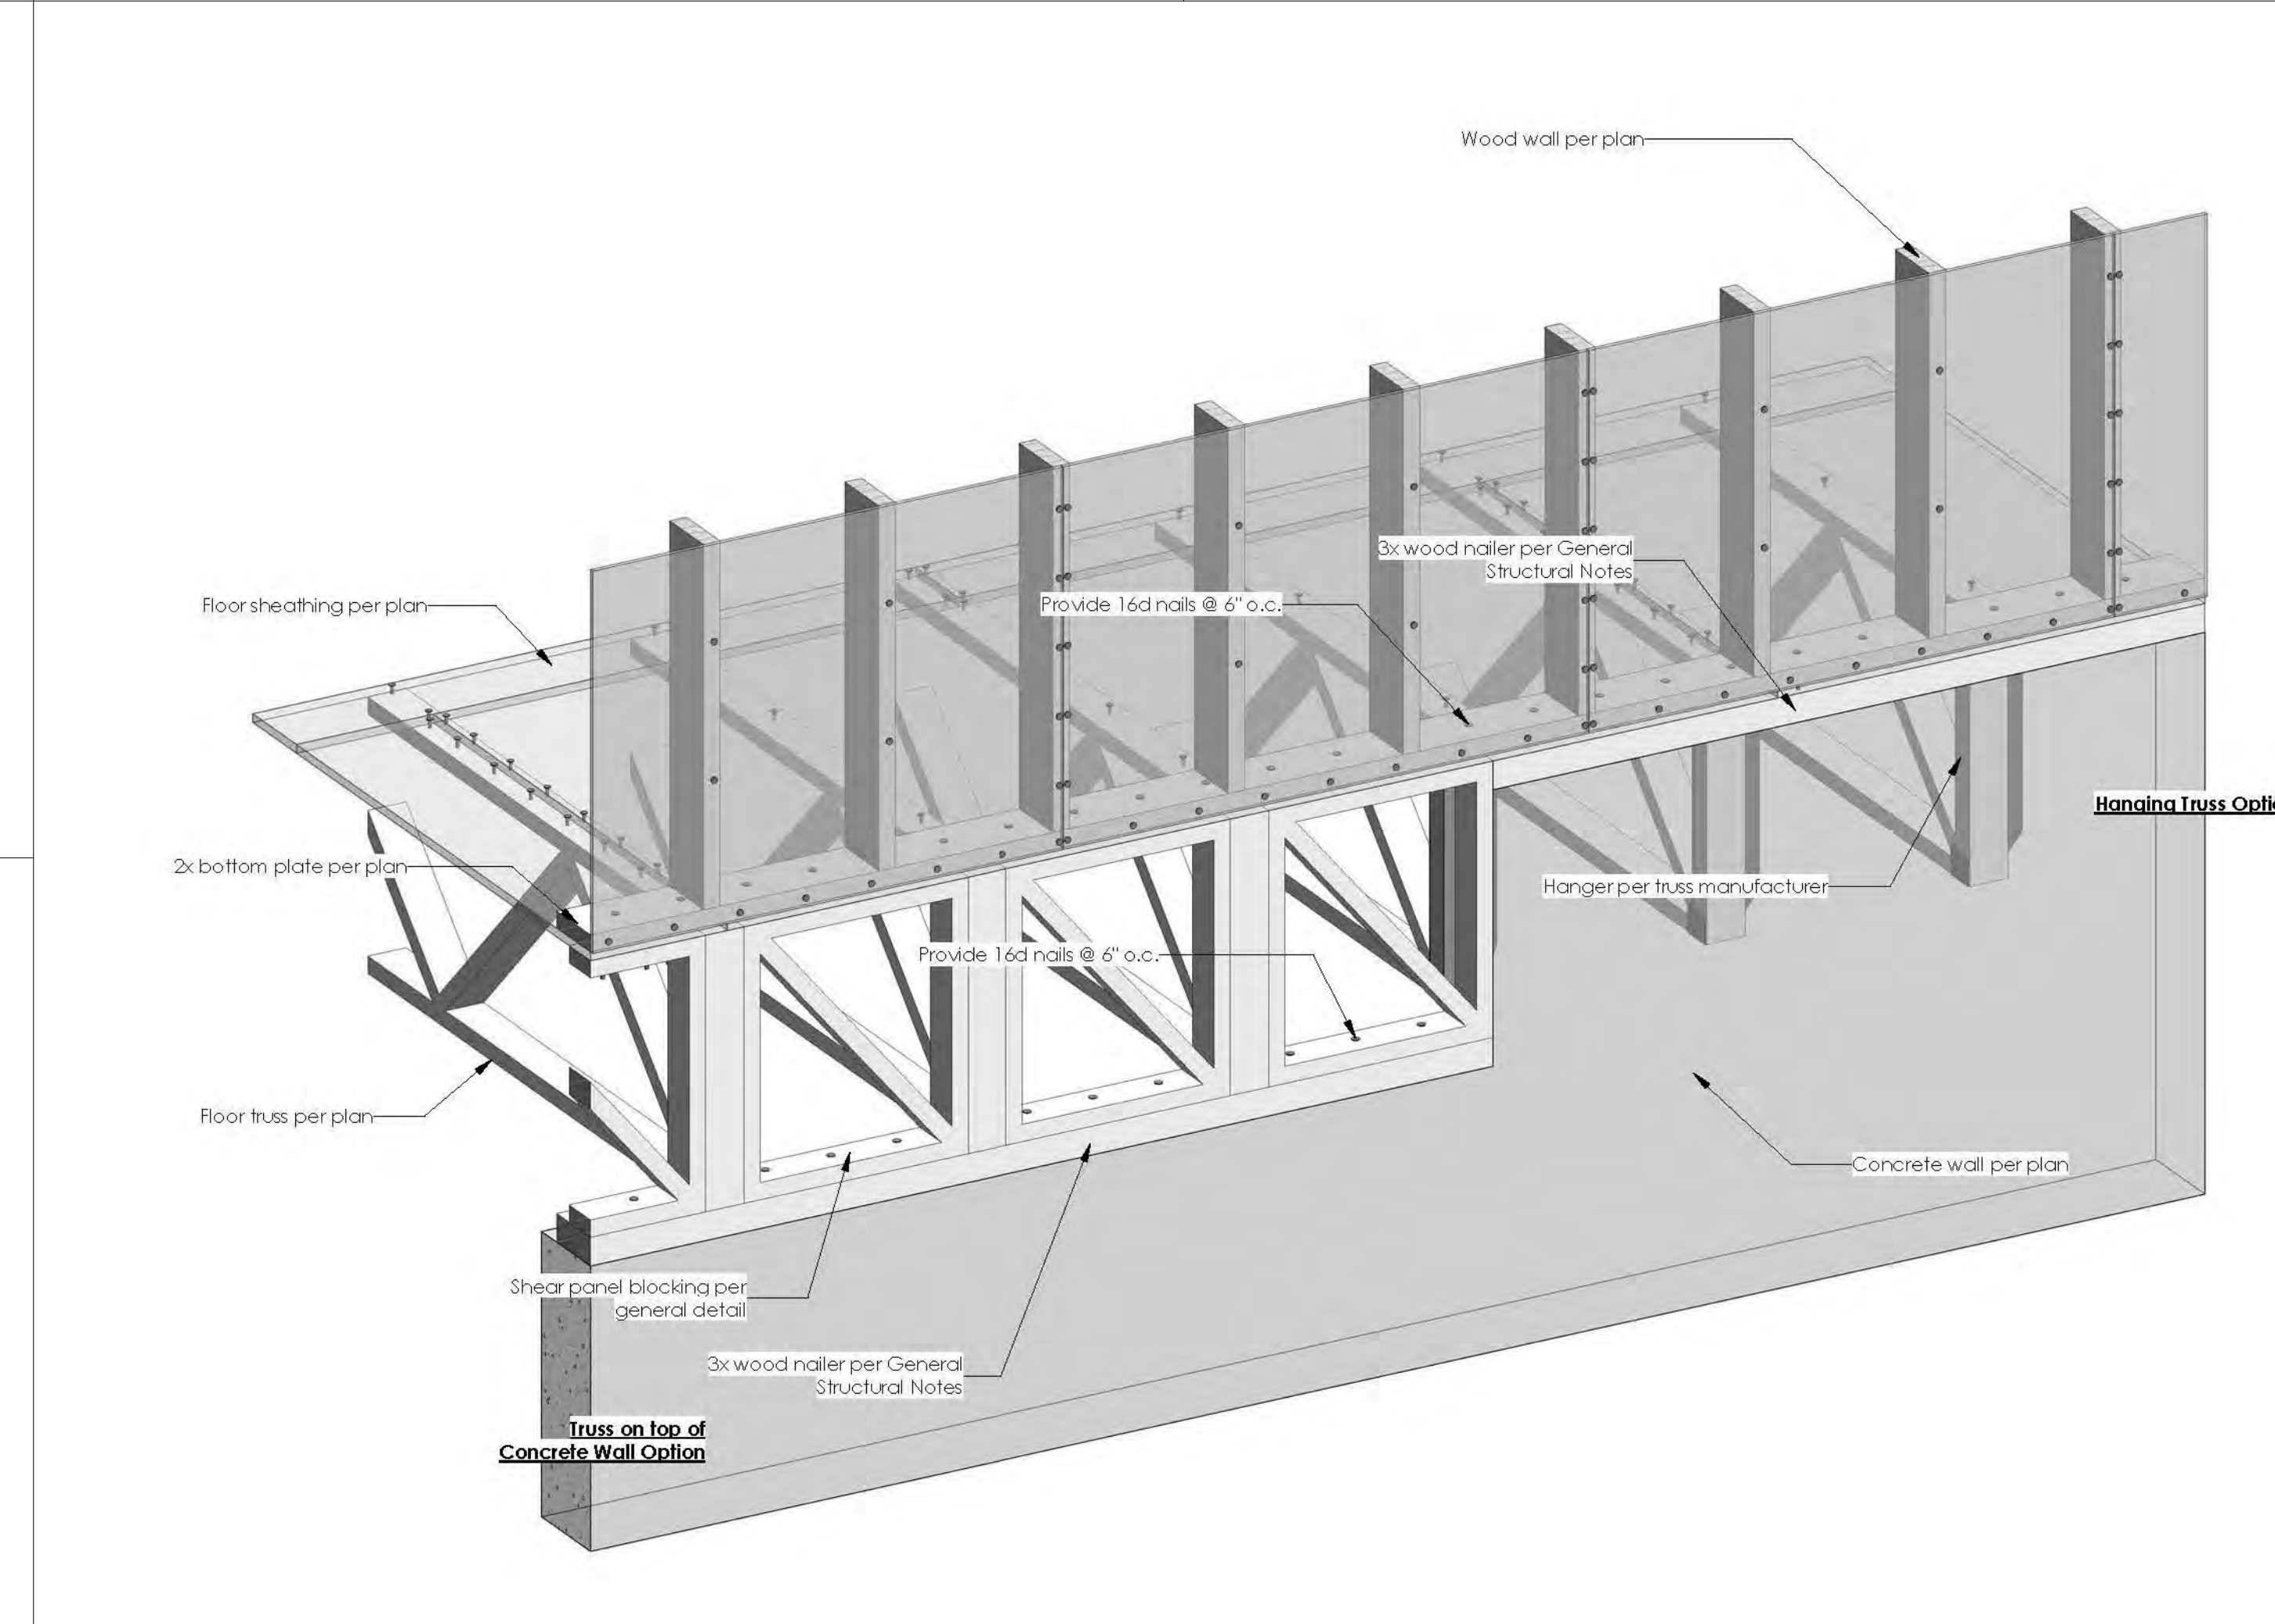 Wood wall per plan
3x wood nailer per General
Structural Notes
Provide 16d nails @ 6" o.c.
Floor sheathing per plan
Hanging Truss
2x bottom plate per plan
Hanger per truss manufacturer
Provide 16d nails @ 6" o.c.
Floor truss per plan
Concrete wall per plan
Shear panel blocking per
general detail
3x wood nailer per General
Structural Notes
Truss on top of
Concrete Wall Option